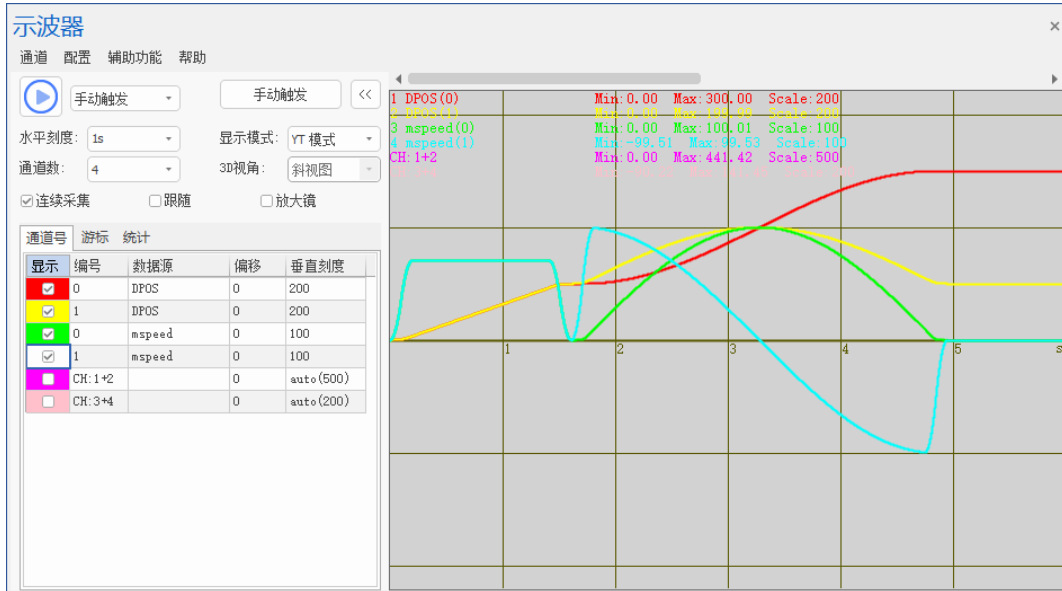 示波器
×
通道 配置 辅助功能 帮助
手动触发 手动触发 <<
水平刻度: 1s 显示模式: YT 模式
通道数: 4 3D视角: 斜视图
连续采集 跟随 放大镜
通道号 游标 统计
显示 编号 数据源 偏移 垂直刻度
0 DPOS 0 200
1 DPOS 0 200
0 mspeed 0 100
1 mspeed 0 100
CH:1+2 0 auto(500)
CH:3+4 0 auto(200)
1 DPOS(0) Min:0.00 Max:300.00 Scale:200
3 mspeed(0) Min:0.00 Max:100.01 Scale:100
4 mspeed(1) Min:-99.51 Max:99.53 Scale:100
CH:1+2 Min:0.00 Max:441.42 Scale:500
1 2 3 4 5 s